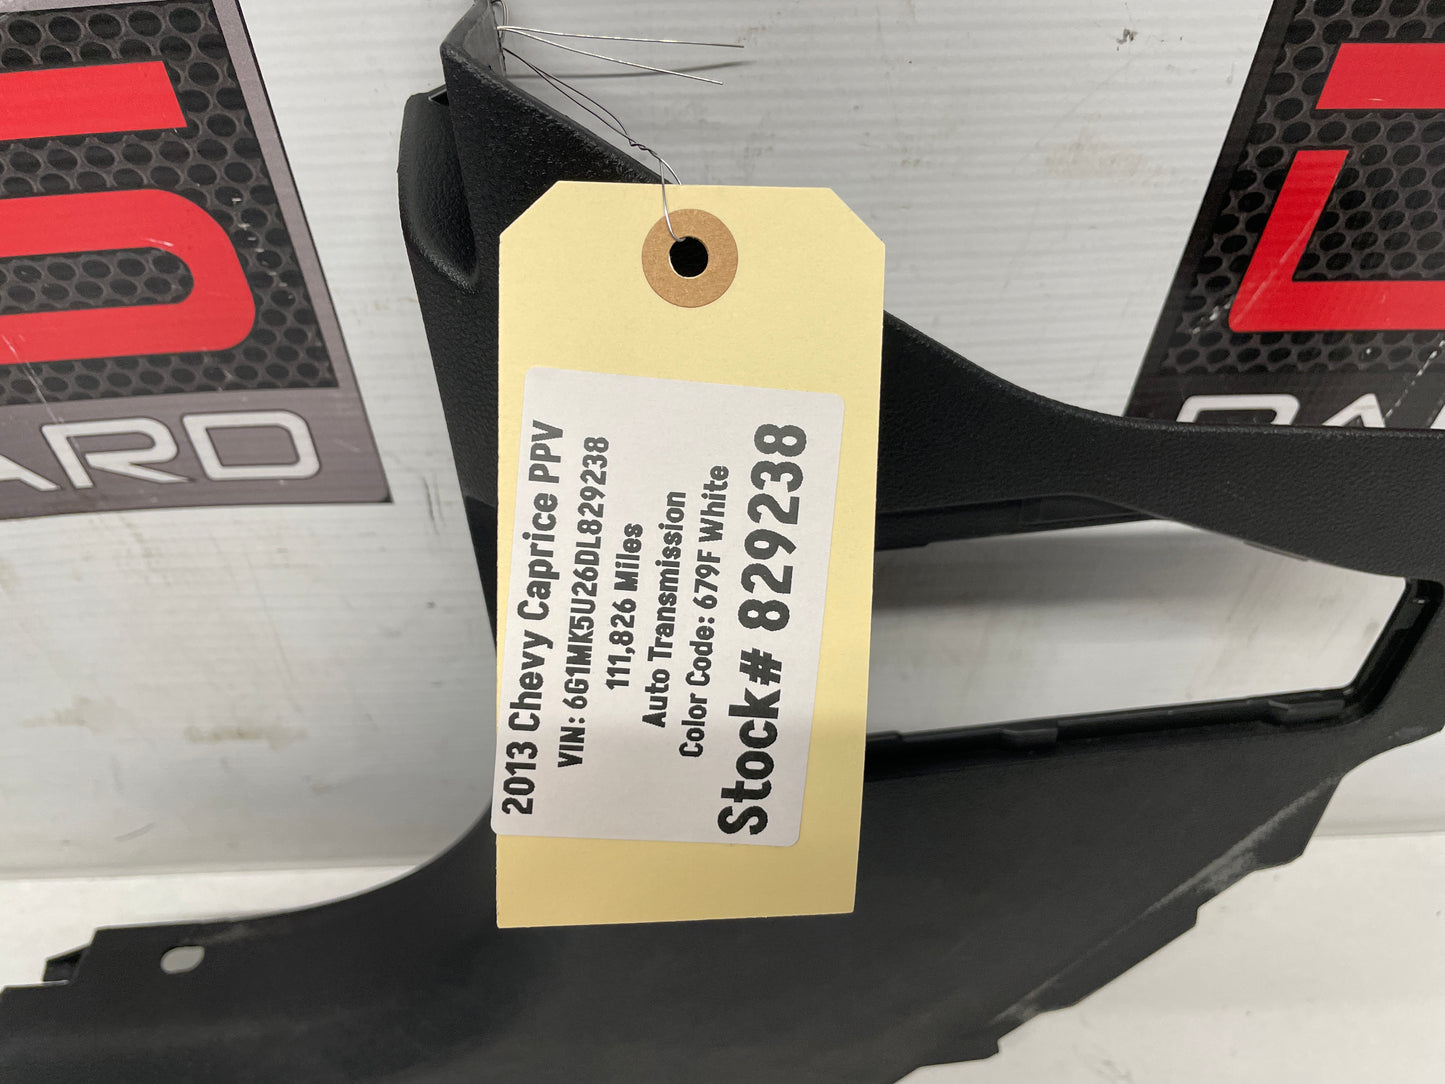 2013 Chevy Caprice PPV
VIN: 6G1MK5U26DL829238
111,826 Miles
Auto Transmission
Color Code: 679F White
Stock# 829238
ARD